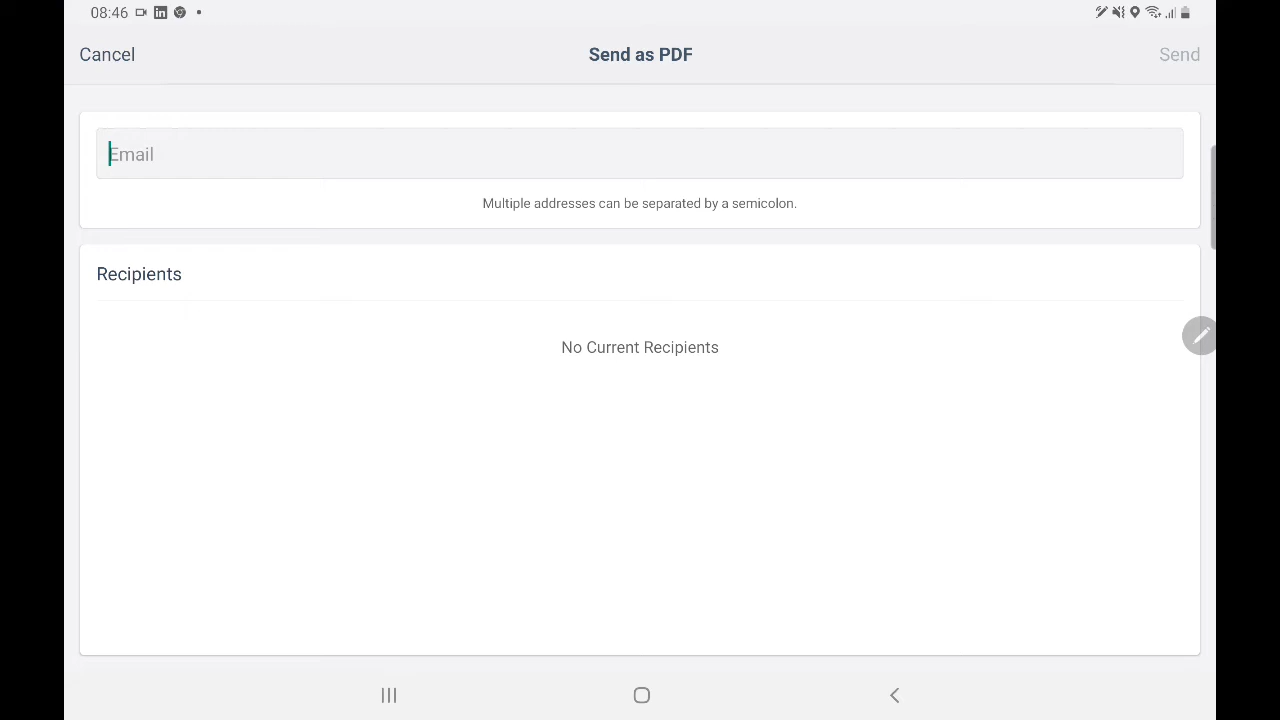 08:46
Cancel
Send as PDF
Send
Email
Multiple addresses can be separated by a semicolon.
Recipients
No Current Recipients